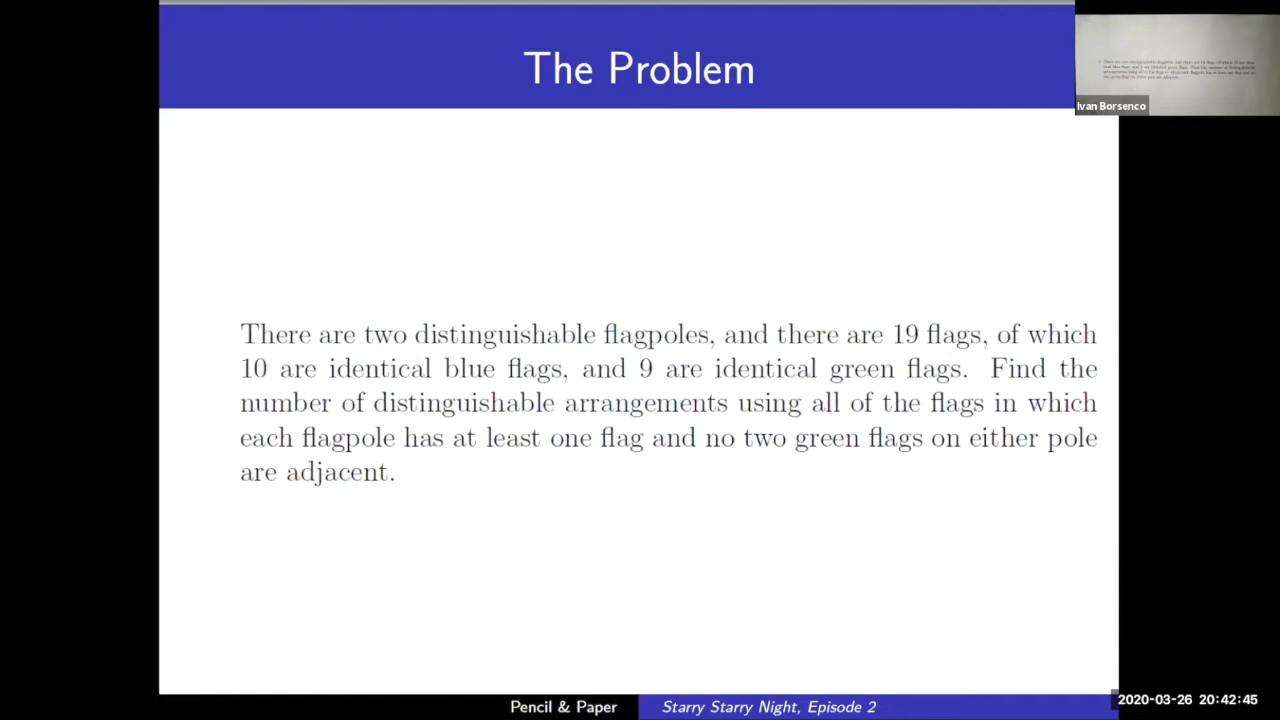 The Problem
Ivan Borsenco
There are two distinguishable flagpoles, and there are 19 flags, of which
10 are identical blue flags, and 9 are identical green flags. Find the
number of distinguishable arrangements using all of the flags in which
each flagpole has at least one flag and no two green flags on either pole
are adjacent.
Pencil & Paper
Starry Starry Night, Episode 2
2020-03-26 20:42:45